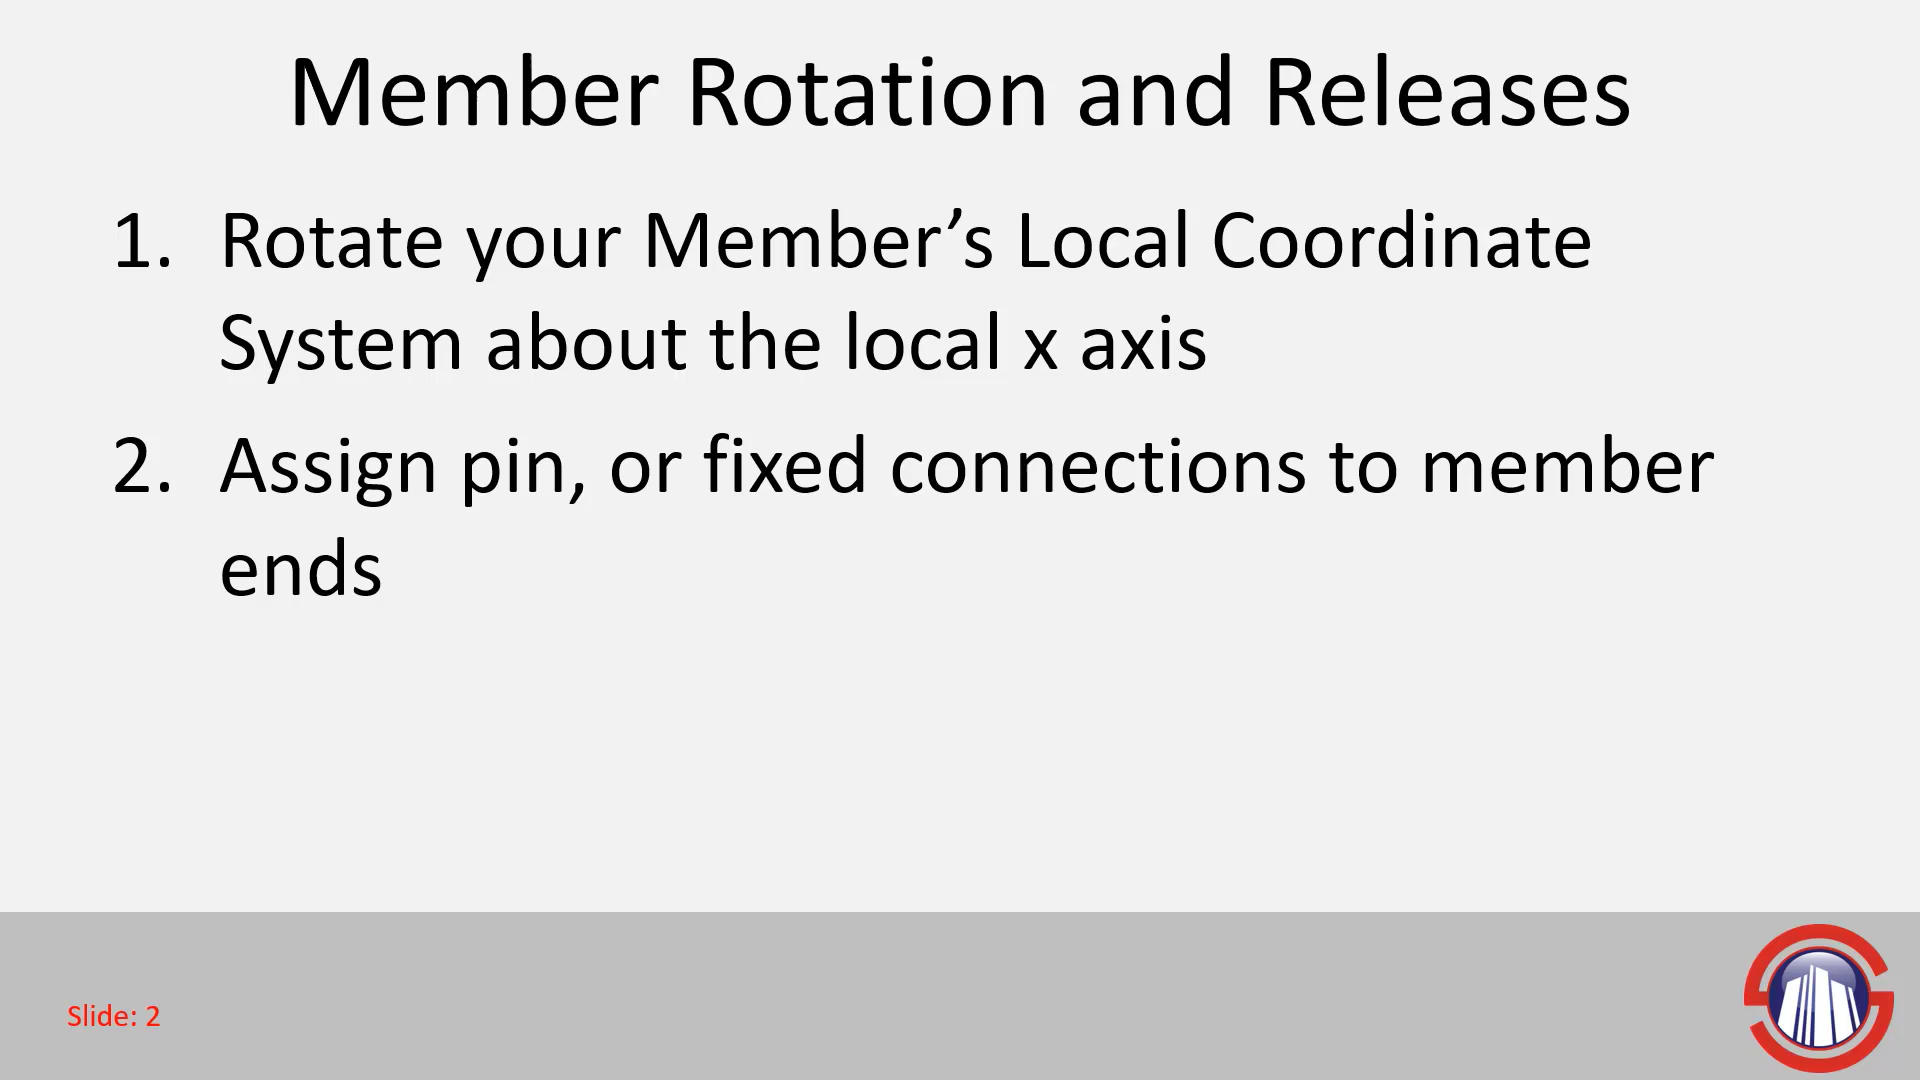 Member Rotation and Releases
1. Rotate your Member’s Local Coordinate
System about the local x axis
2. Assign pin, or fixed connections to member
ends
Slide: 2